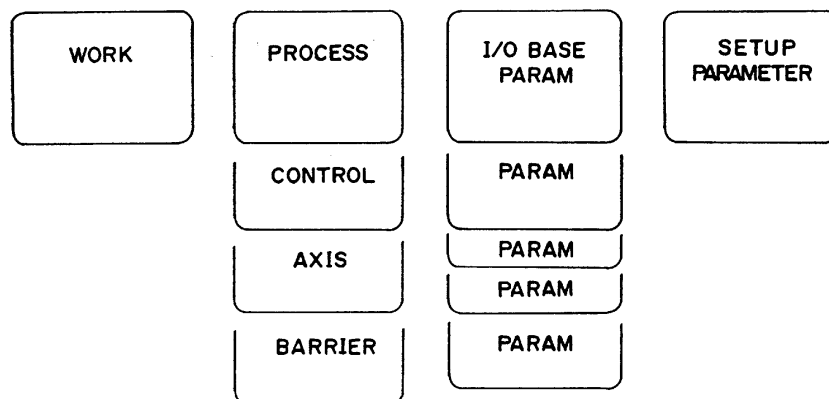 WORK
PROCESS
I/O BASE
PARAM
SETUP
PARAMETER
CONTROL
PARAM
AXIS
PARAM
PARAM
BARRIER
PARAM